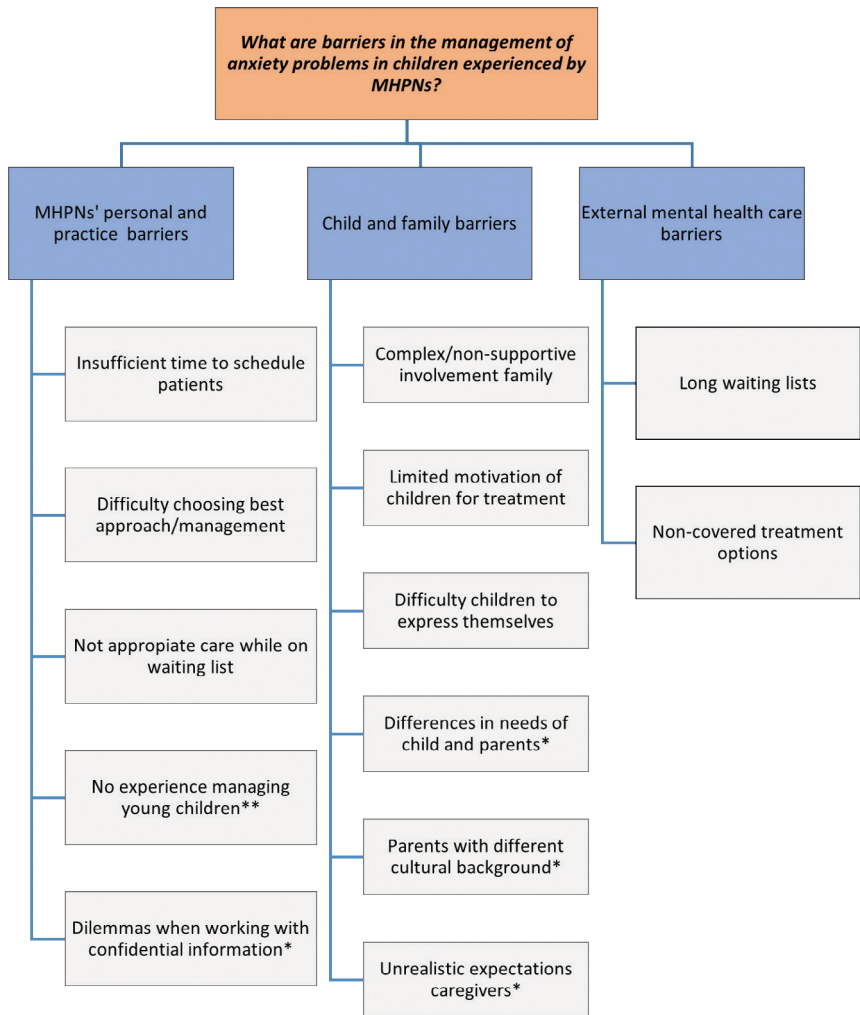 What are barriers in the management of
anxiety problems in children experienced by
MHPNs?
MHPNs' personal and
practice barriers
Insufficient time to schedule
patients
Difficulty choosing best
approach/management
Not appropiate care while on
waiting list
No experience managing
young children**
Dilemmas when working with
confidential information*
Child and family barriers
Complex/non-supportive
involvement family
Limited motivation of
children for treatment
Difficulty children to
express themselves
Differences in needs of
child and parents*
Parents with different
cultural background*
Unrealistic expectations
caregivers*
External mental health care
barriers
Long waiting lists
Non-covered treatment
options